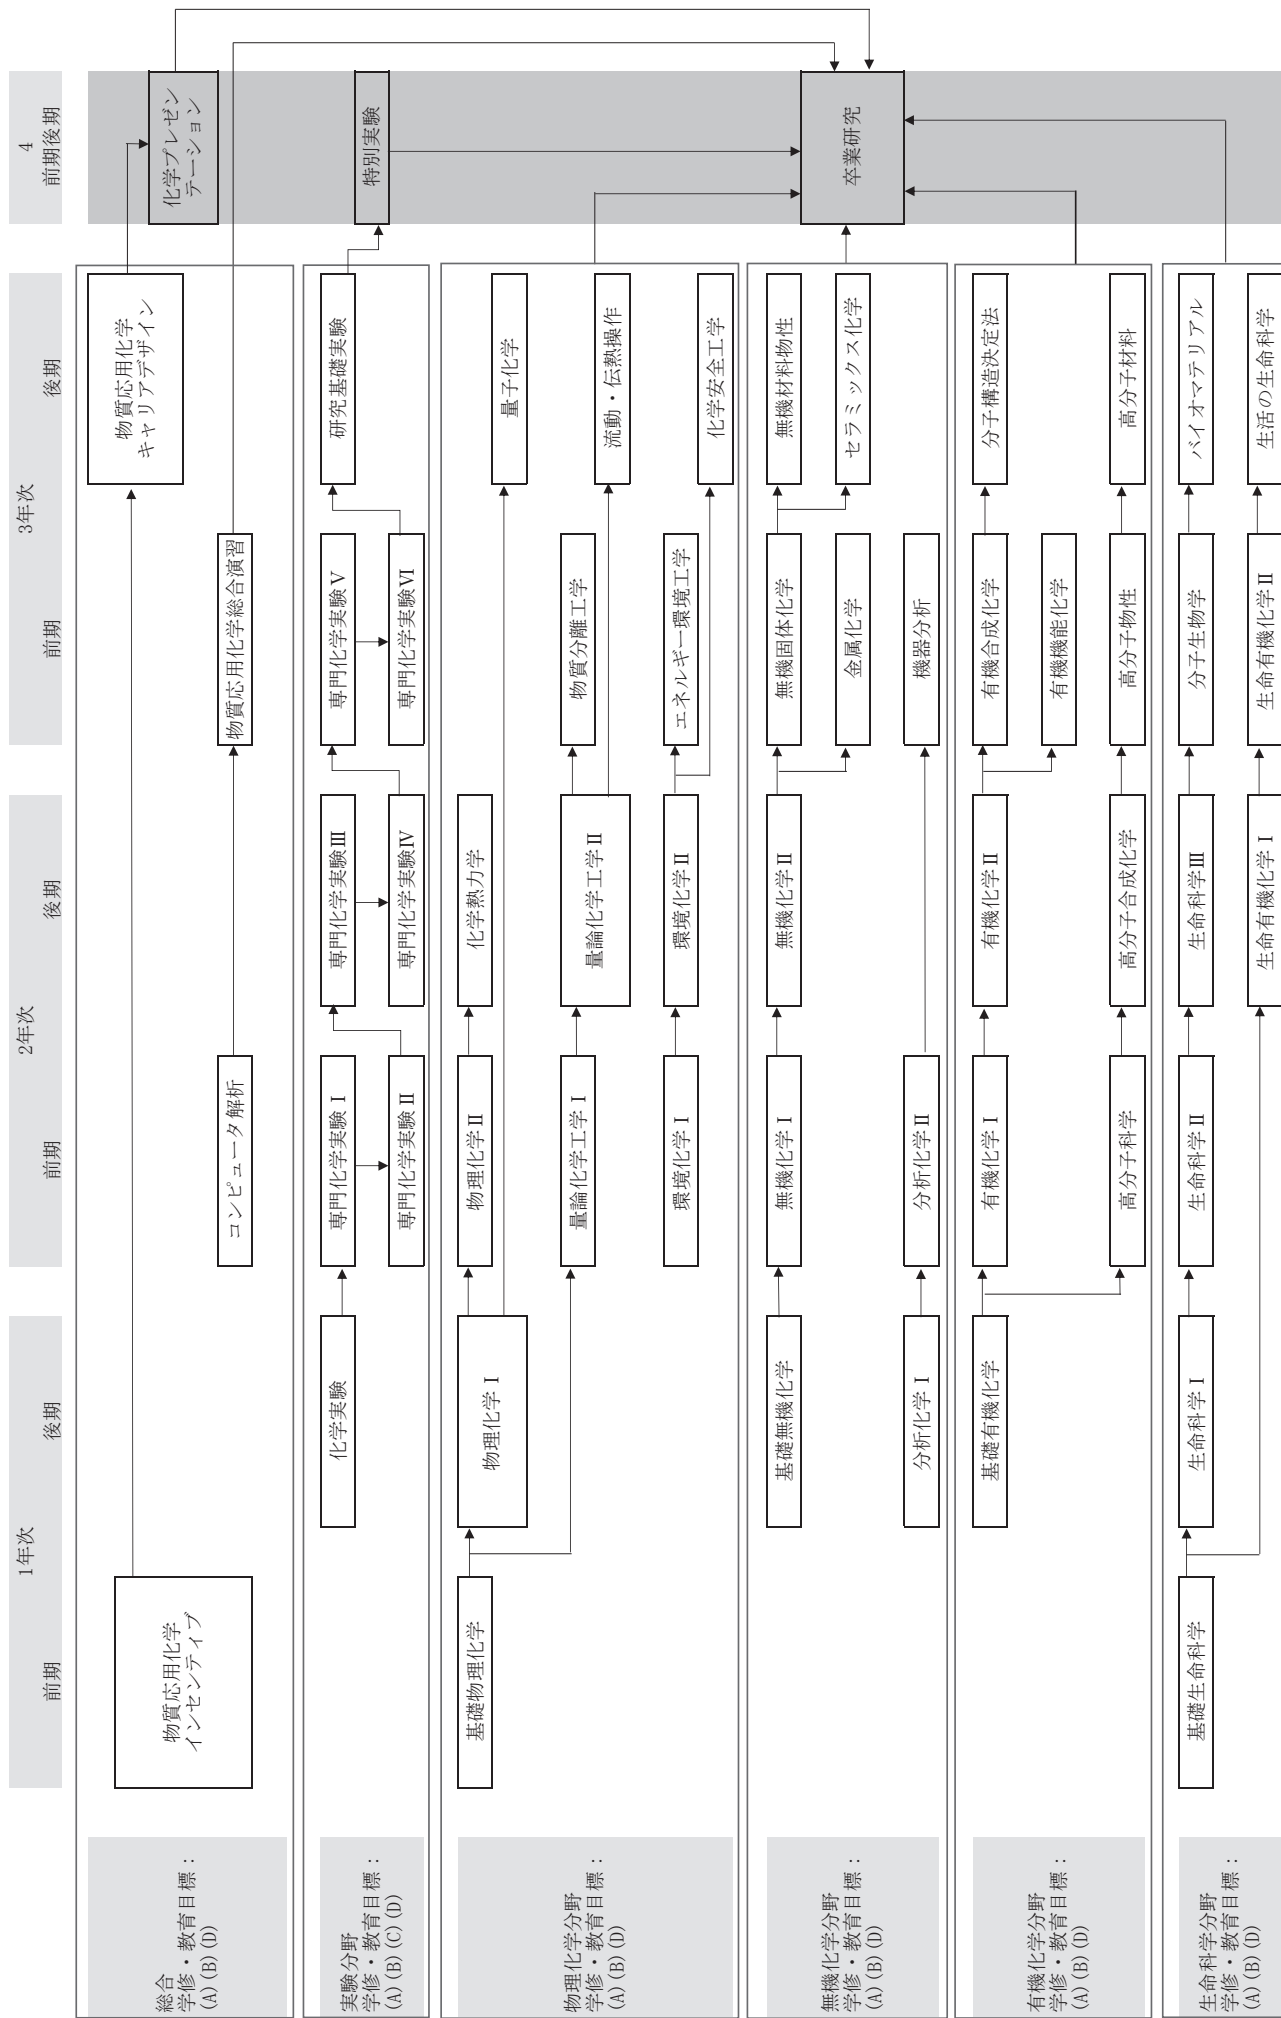 1年次
2年次
3年次
4
前期
後期
前期
後期
前期
後期
前期後期
総合
学修・教育目標:
(A)(B)(D)
物質応用化学
インセンティブ
コンピュータ解析
物質応用化学総合演習
物質応用化学
キャリアデザイン
化学プレゼン
テーション
実験分野
学修・教育目標:
(A)(B)(C)(D)
化学実験
専門化学実験Ⅰ
専門化学実験Ⅱ
専門化学実験Ⅲ
専門化学実験Ⅳ
専門化学実験Ⅴ
専門化学実験Ⅵ
研究基礎実験
特別実験
物理化学分野
学修・教育目標:
(A)(B)(D)
基礎物理化学
物理化学Ⅰ
物理化学Ⅱ
化学熱力学
量子化学
量論化学工学Ⅰ
量論化学工学Ⅱ
物質分離工学
流動・伝熱操作
環境化学Ⅰ
環境化学Ⅱ
エネルギー環境工学
化学安全工学
無機化学分野
学修・教育目標:
(A)(B)(D)
基礎無機化学
無機化学Ⅰ
無機化学Ⅱ
無機固体化学
無機材料物性
金属化学
セラミックス化学
分析化学Ⅰ
分析化学Ⅱ
機器分析
卒業研究
有機化学分野
学修・教育目標:
(A)(B)(D)
基礎有機化学
有機化学Ⅰ
有機化学Ⅱ
有機合成化学
分子構造決定法
有機機能化学
高分子科学
高分子合成化学
高分子物性
高分子材料
生命科学分野
学修・教育目標:
(A)(B)(D)
基礎生命科学
生命科学Ⅰ
生命科学Ⅱ
生命科学Ⅲ
分子生物学
バイオマテリアル
生命有機化学Ⅰ
生命有機化学Ⅱ
生活の生命科学